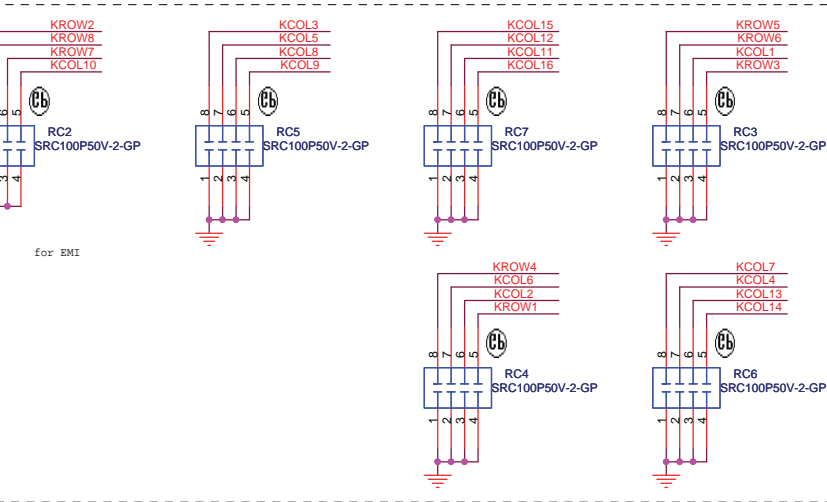 KROW2
KROW8
KROW7
KCOL10
6 5
RC2
SRC100P50V-2-GP
3 4
KCOL3
KCOL5
KCOL8
KCOL9
8 7 6 5
RC5
SRC100P50V-2-GP
1 2 3 4
KCOL15
KCOL12
KCOL11
KCOL16
8 7 6 5
RC7
SRC100P50V-2-GP
1 2 3 4
KROW5
KROW6
KCOL1
KROW3
8 7 6 5
RC3
SRC100P50V-2-GP
1 2 3 4
for EMI
KROW4
KCOL6
KCOL2
KROW1
8 7 6 5
RC4
SRC100P50V-2-GP
1 2 3 4
KCOL7
KCOL4
KCOL13
KCOL14
8 7 6 5
RC6
SRC100P50V-2-GP
1 2 3 4